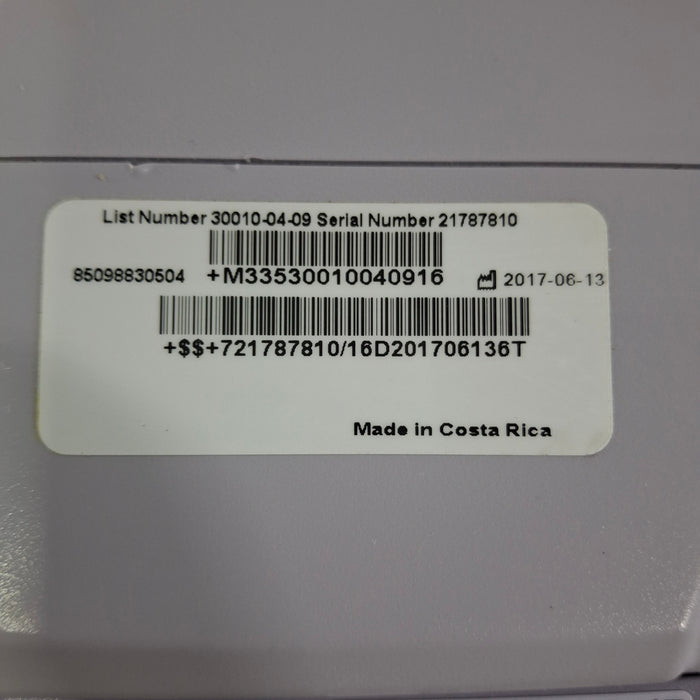 List Number 30010-04-09 Serial Number 21787810
85098830504 +M33530010040916 2017-06-13
+$$+721787810/16D201706136T
Made in Costa Rica